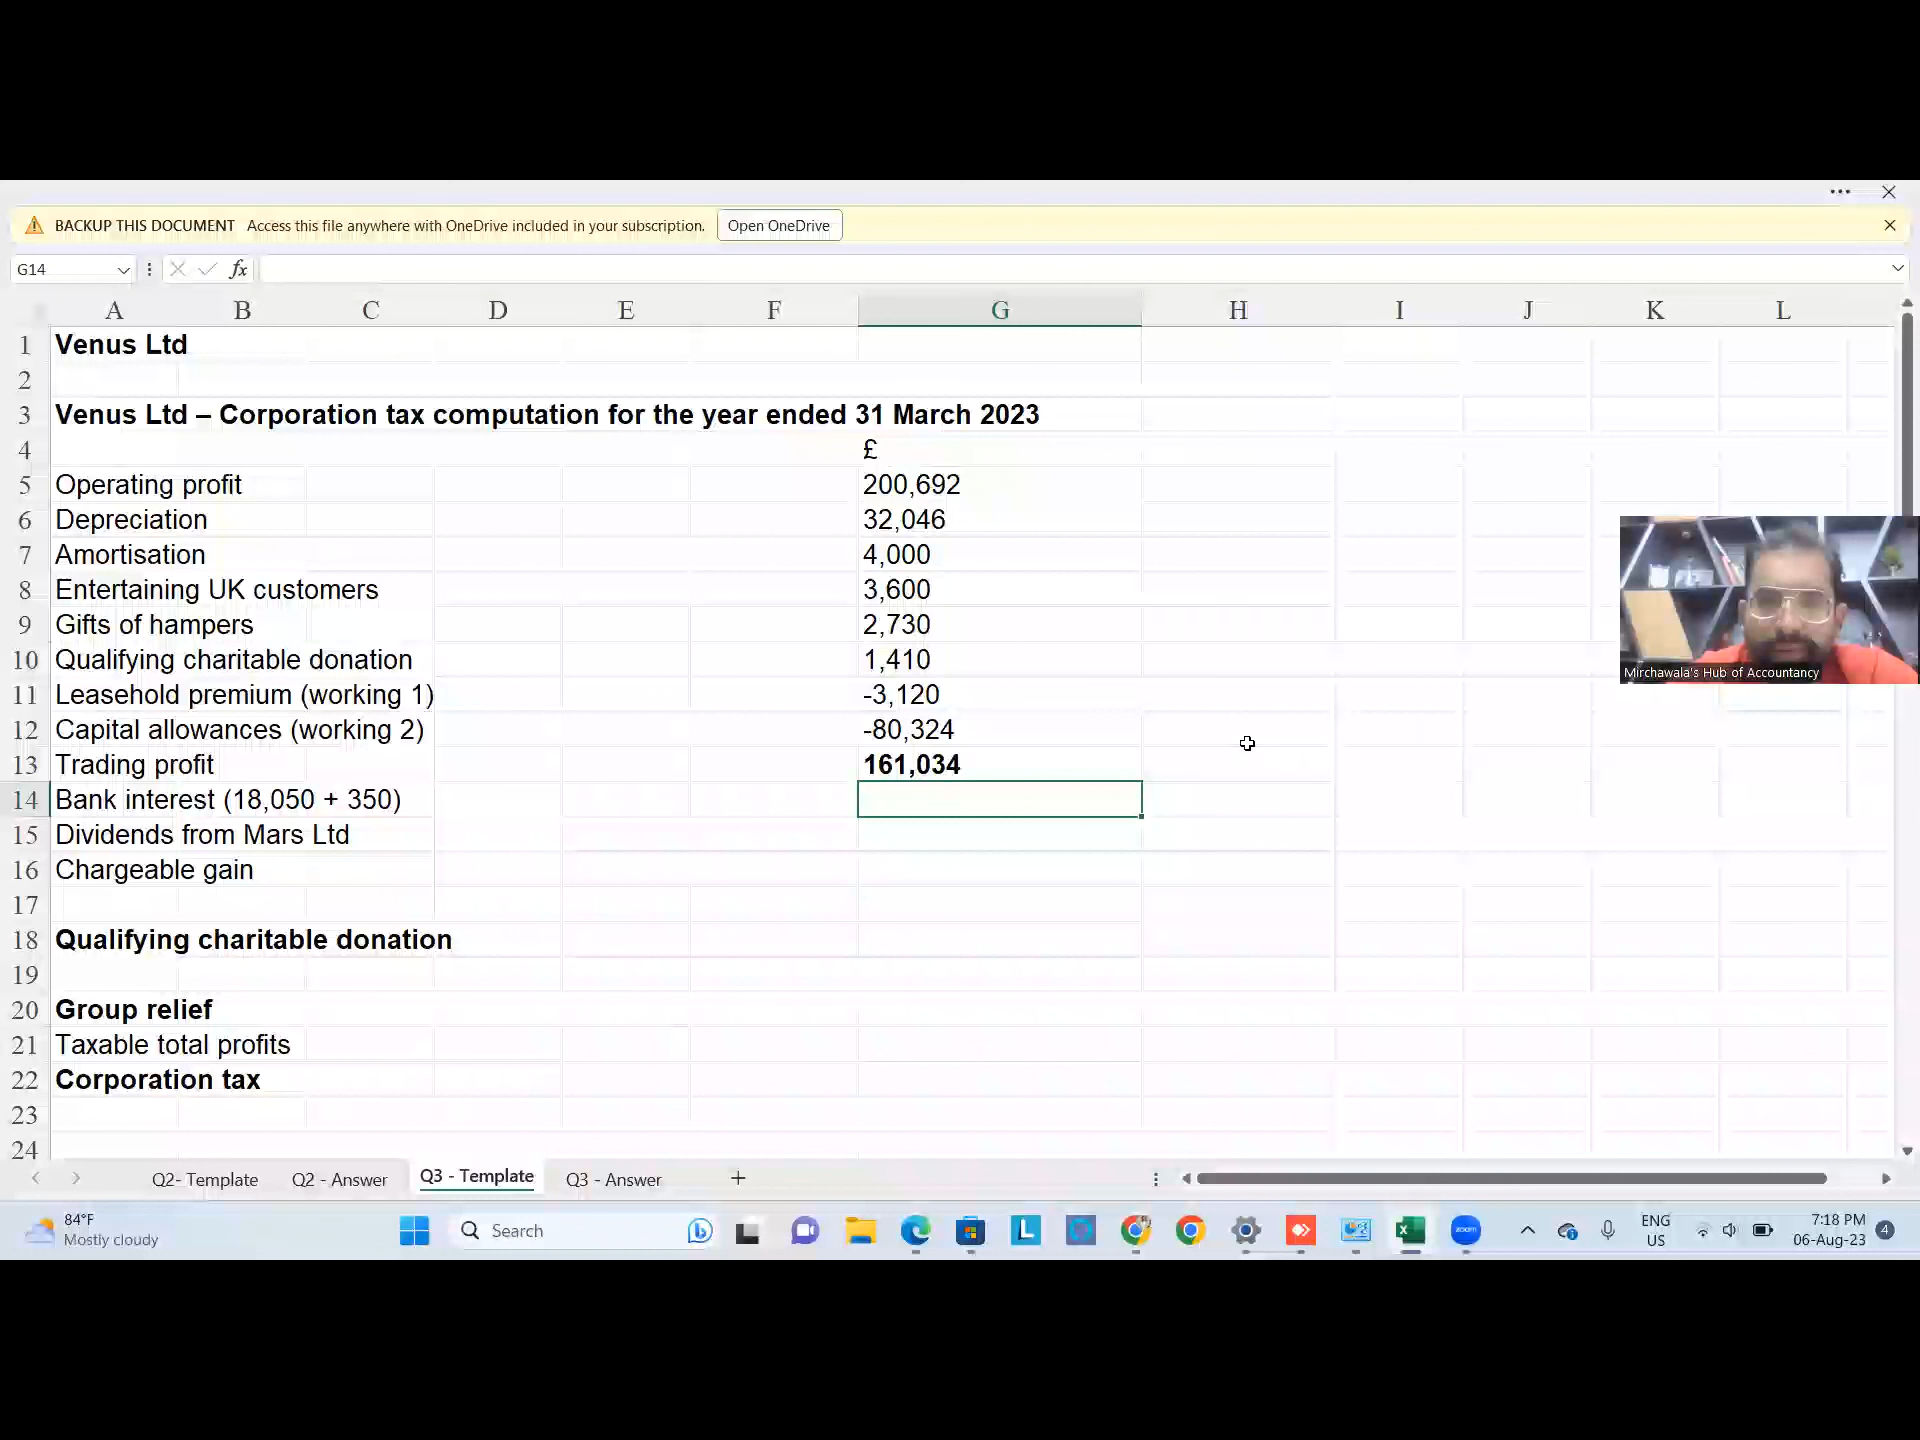 BACKUP THIS DOCUMENT Access this file anywhere with OneDrive included in your subscription. Open OneDrive
G14 fx
A B C D E F G H I J K L
1 Venus Ltd
2
3 Venus Ltd – Corporation tax computation for the year ended 31 March 2023
4 £
5 Operating profit 200,692
6 Depreciation 32,046
7 Amortisation 4,000
8 Entertaining UK customers 3,600
9 Gifts of hampers 2,730
10 Qualifying charitable donation 1,410
11 Leasehold premium (working 1) -3,120
12 Capital allowances (working 2) -80,324
13 Trading profit 161,034
14 Bank interest (18,050 + 350)
15 Dividends from Mars Ltd
16 Chargeable gain
17
18 Qualifying charitable donation
19
20 Group relief
21 Taxable total profits
22 Corporation tax
23
24
Mirchawala's Hub of Accountancy
Q2- Template Q2 - Answer Q3 - Template Q3 - Answer
84°F
Mostly cloudy
Search
L
zoom
ENG
US
7:18 PM
06-Aug-23
4